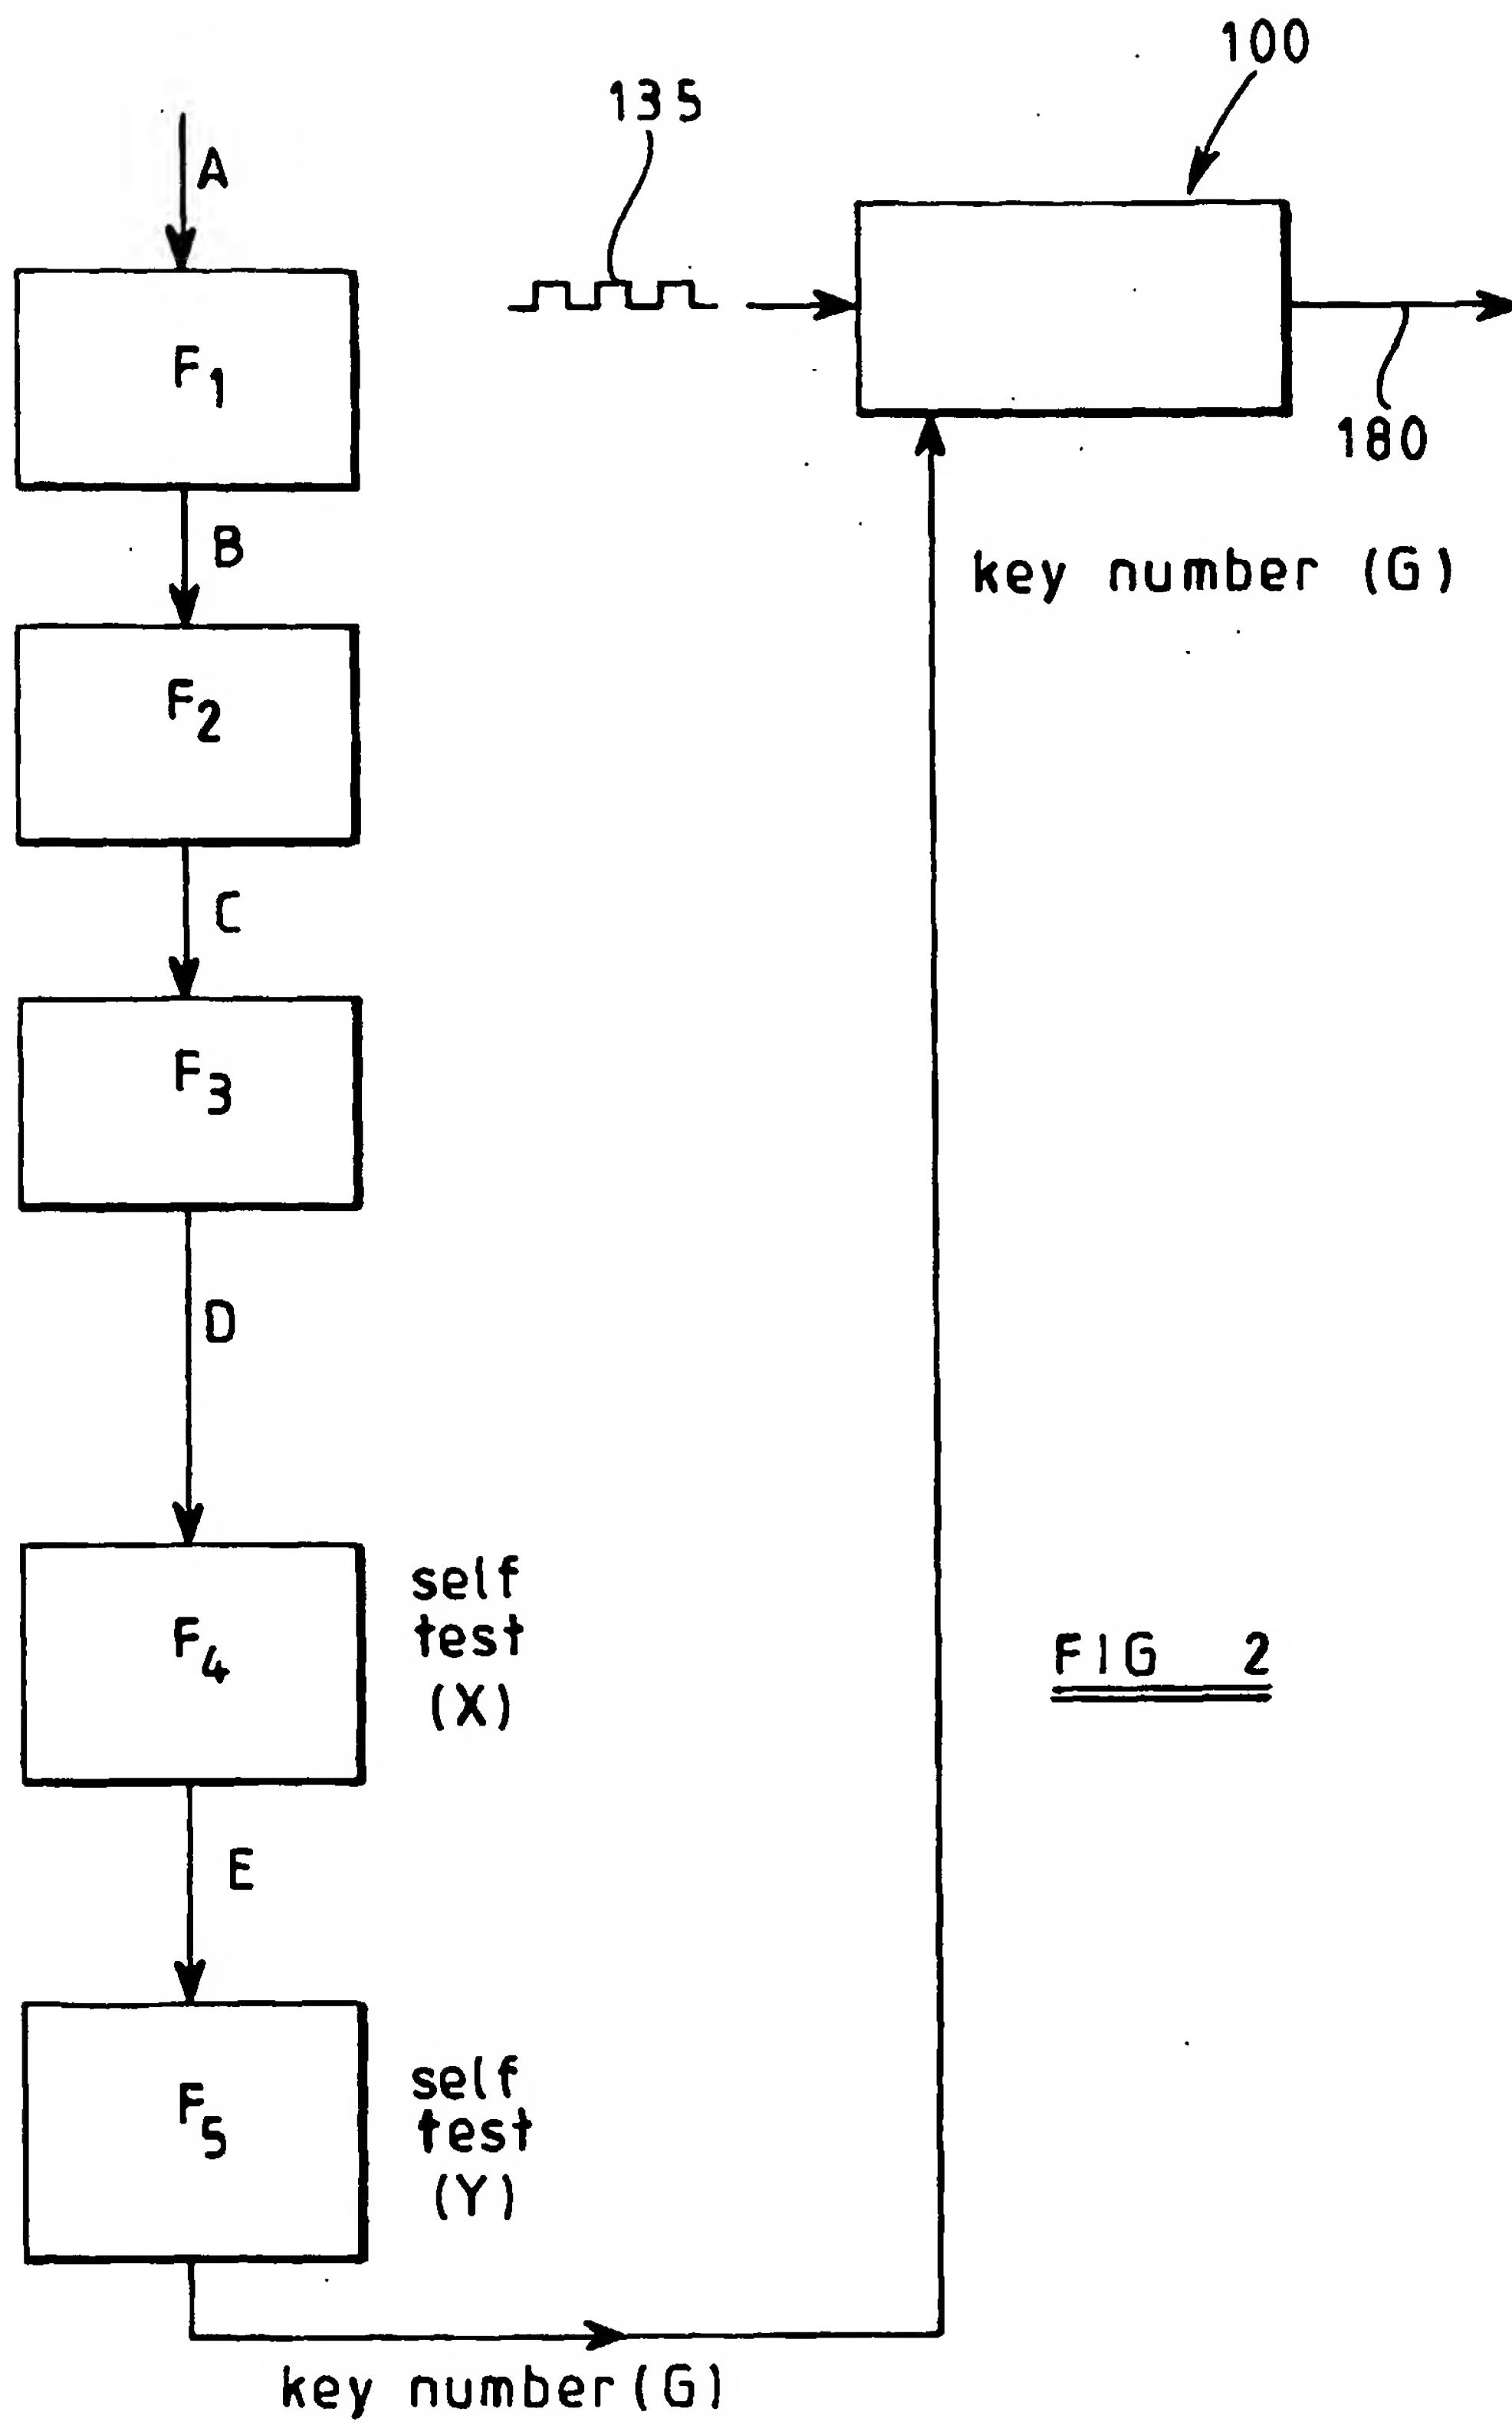 100
135
A
F1
180
B
key number (G)
F2
C
F3
D
self
test
(X)
F4
FIG 2
E
self
test
(Y)
F5
key number (G)